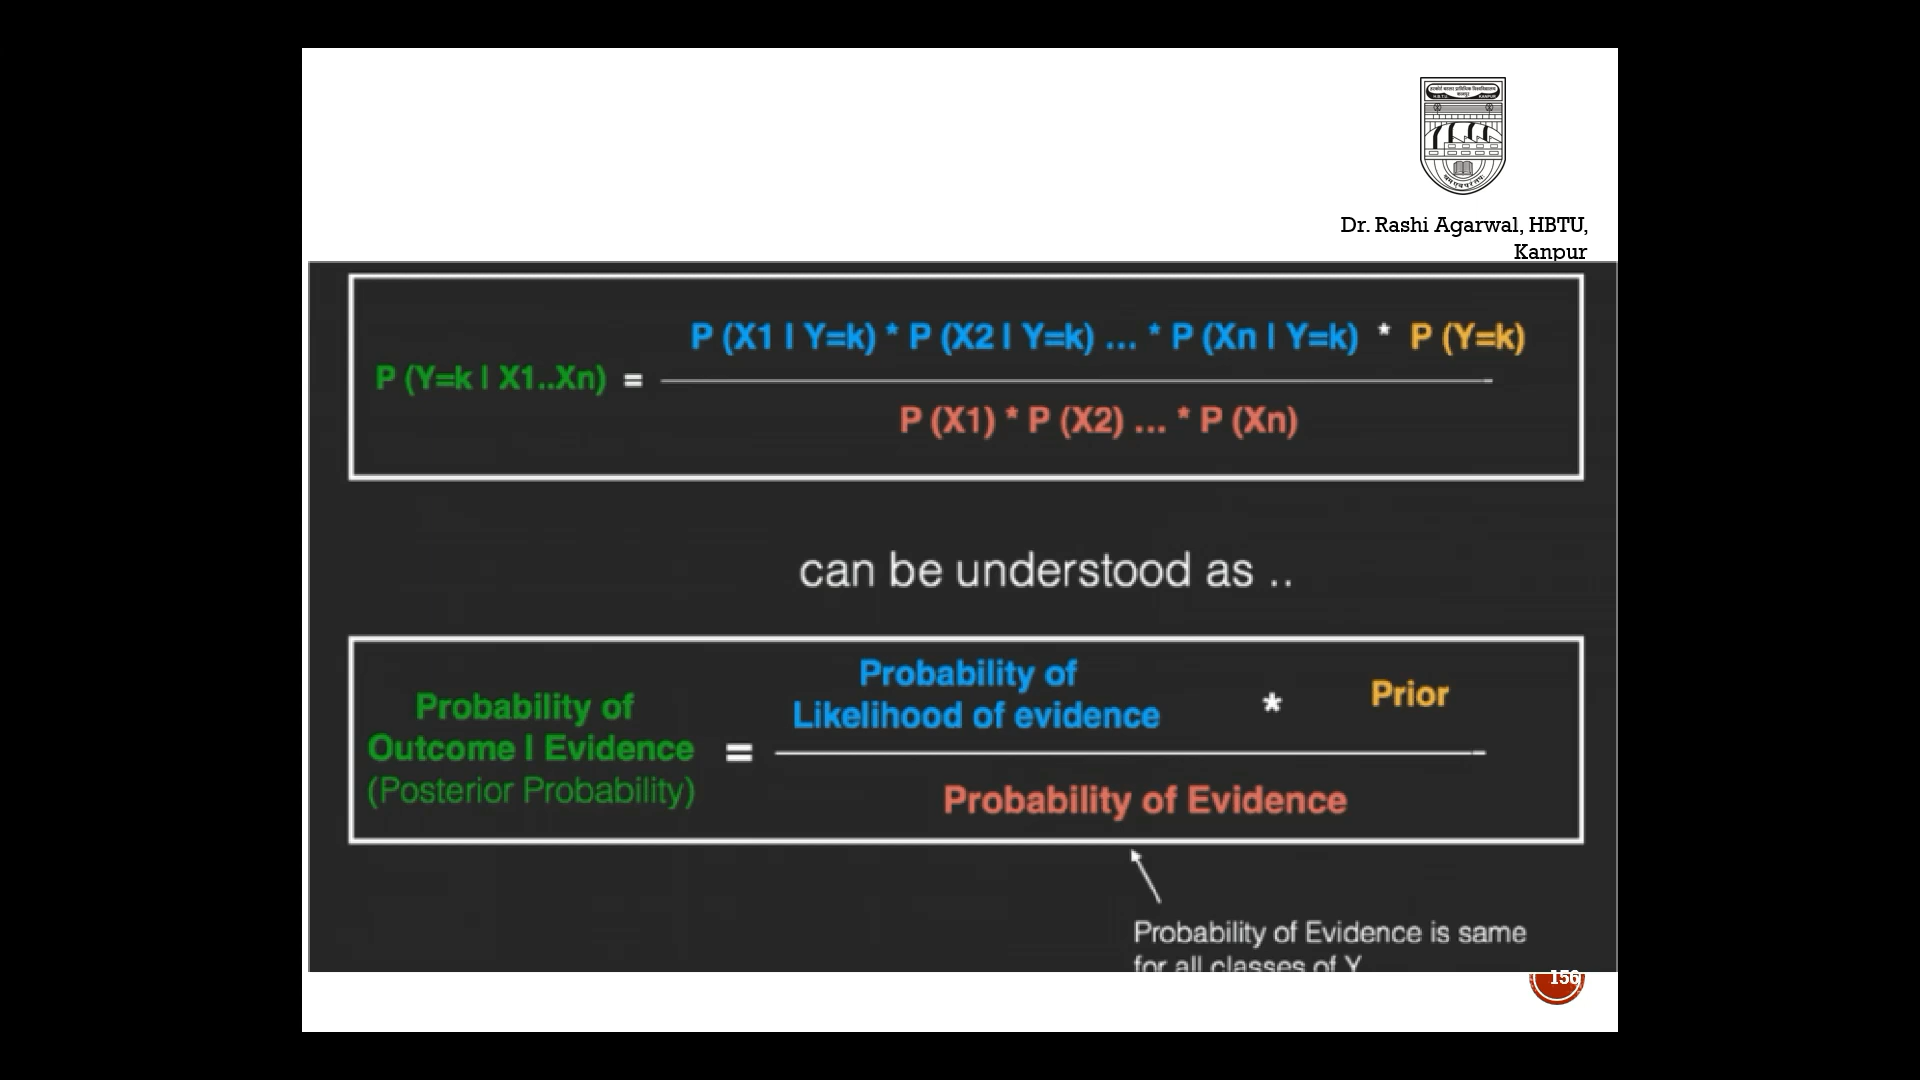 Dr. Rashi Agarwal, HBTU,
Kanpur
P (X1 | Y=k) * P (X2 | Y=k) ... * P (Xn | Y=k) * P (Y=k)
P (Y=k | X1..Xn) =
P (X1) * P (X2) ... * P (Xn)
can be understood as ..
Probability of
Likelihood of evidence
* Prior
Probability of
Outcome | Evidence
(Posterior Probability)
=
Probability of Evidence
Probability of Evidence is same
for all classes of Y
156